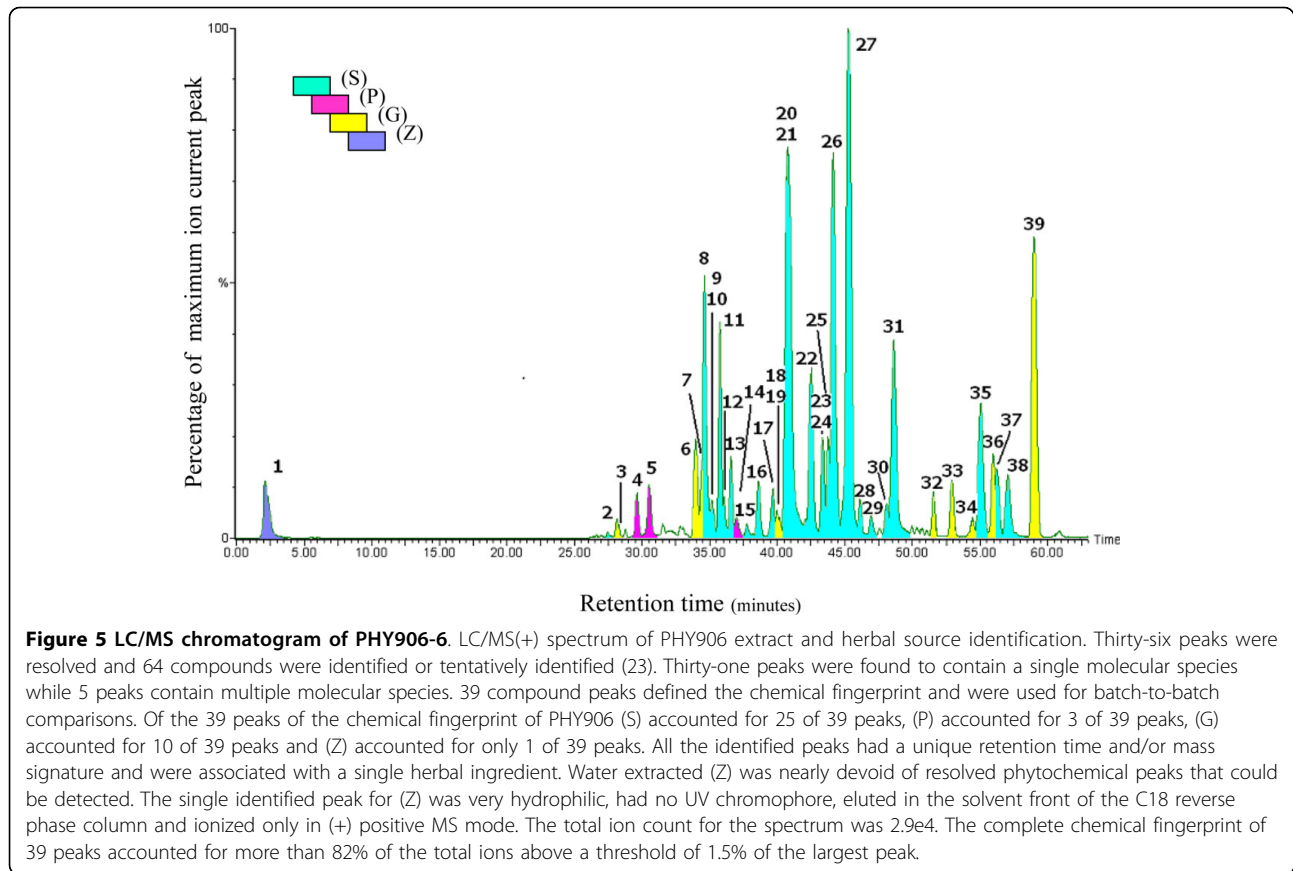 100
(S)
(P)
(G)
(Z)
Percentage of maximum ion current peak
%
0
1
2
3
4
5
6
7
8
9
10
11
12
13
14
15
16
17
18
19
20
21
22
23
24
25
26
27
28
29
30
31
32
33
34
35
36
37
38
39
0.00 5.00 10.00 15.00 20.00 25.00 30.00 35.00 40.00 45.00 50.00 55.00 60.00 Time
Retention time (minutes)
Figure 5 LC/MS chromatogram of PHY906-6. LC/MS(+) spectrum of PHY906 extract and herbal source identification. Thirty-six peaks were
resolved and 64 compounds were identified or tentatively identified (23). Thirty-one peaks were found to contain a single molecular species
while 5 peaks contain multiple molecular species. 39 compound peaks defined the chemical fingerprint and were used for batch-to-batch
comparisons. Of the 39 peaks of the chemical fingerprint of PHY906 (S) accounted for 25 of 39 peaks, (P) accounted for 3 of 39 peaks, (G)
accounted for 10 of 39 peaks and (Z) accounted for only 1 of 39 peaks. All the identified peaks had a unique retention time and/or mass
signature and were associated with a single herbal ingredient. Water extracted (Z) was nearly devoid of resolved phytochemical peaks that could
be detected. The single identified peak for (Z) was very hydrophilic, had no UV chromophore, eluted in the solvent front of the C18 reverse
phase column and ionized only in (+) positive MS mode. The total ion count for the spectrum was 2.9e4. The complete chemical fingerprint of
39 peaks accounted for more than 82% of the total ions above a threshold of 1.5% of the largest peak.